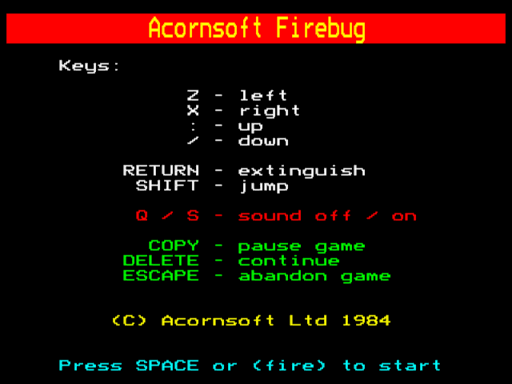 Acornsoft Firebug
Keys:
Z - left
X - right
: - up
/ - down
RETURN - extinguish
SHIFT - jump
Q / S - sound off / on
COPY - pause game
DELETE - continue
ESCAPE - abandon game
(C) Acornsoft Ltd 1984
Press SPACE or (fire) to start